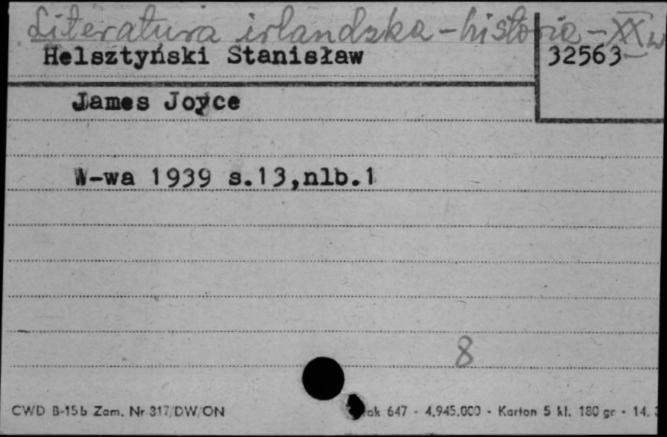 Literatura irlandzka - historia - XX w
Helsztyński Stanisław 32563
James Joyce
W-wa 1939 s.13,nlb.1
8
CWD B-15b Zam. Nr 317/DW/ON ak 647 - 4.945.000 - Karton 5 kl. 180 gr - 14.